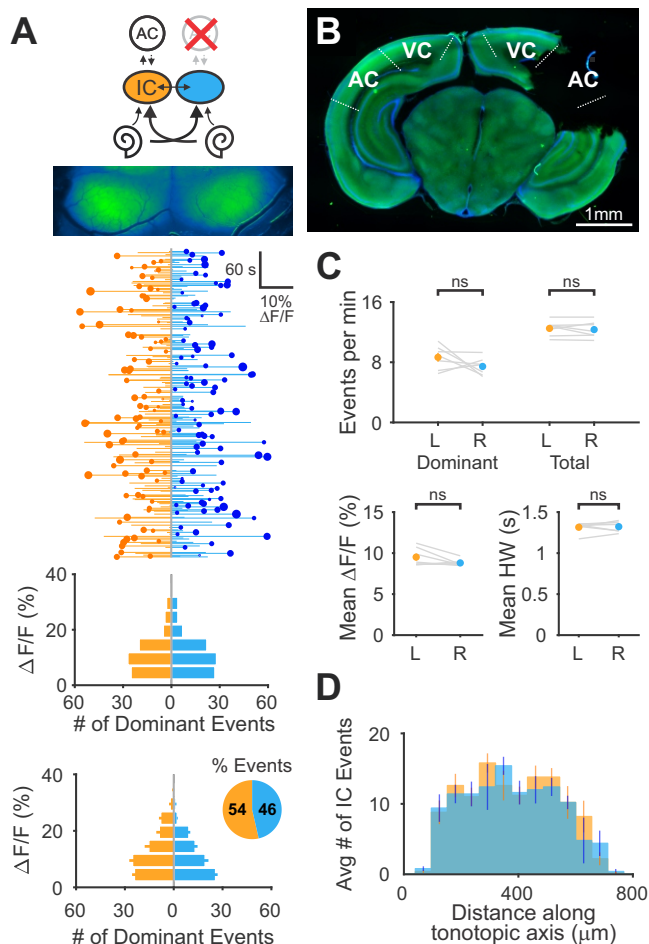 A
AC
AC
IC
60 s
10%
ΔF/F
40
20
0
ΔF/F (%)
60 30 0 30 60
# of Dominant Events
% Events
54 46
40
20
0
ΔF/F (%)
60 30 0 30 60
# of Dominant Events
B
VC VC
AC AC
1mm
C
ns ns
16
8
0
Events per min
L R L R
Dominant Total
ns
15
10
5
0
Mean ΔF/F (%)
L R
ns
1.5
1
0.5
0
Mean HW (s)
L R
D
20
10
0
Avg # of IC Events
0 400 800
Distance along
tonotopic axis (μm)